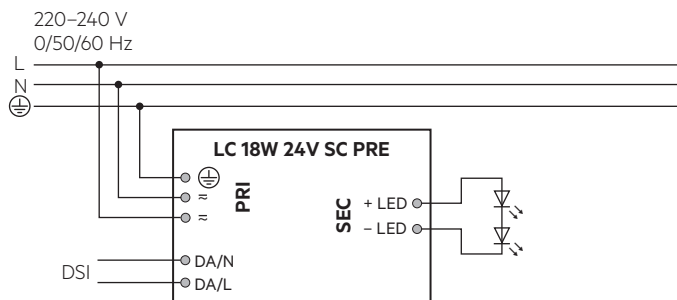 220–240 V
0/50/60 Hz
L
N
LC 18W 24V SC PRE
PRI
≂
≂
SEC
+ LED
– LED
DSI
DA/N
DA/L